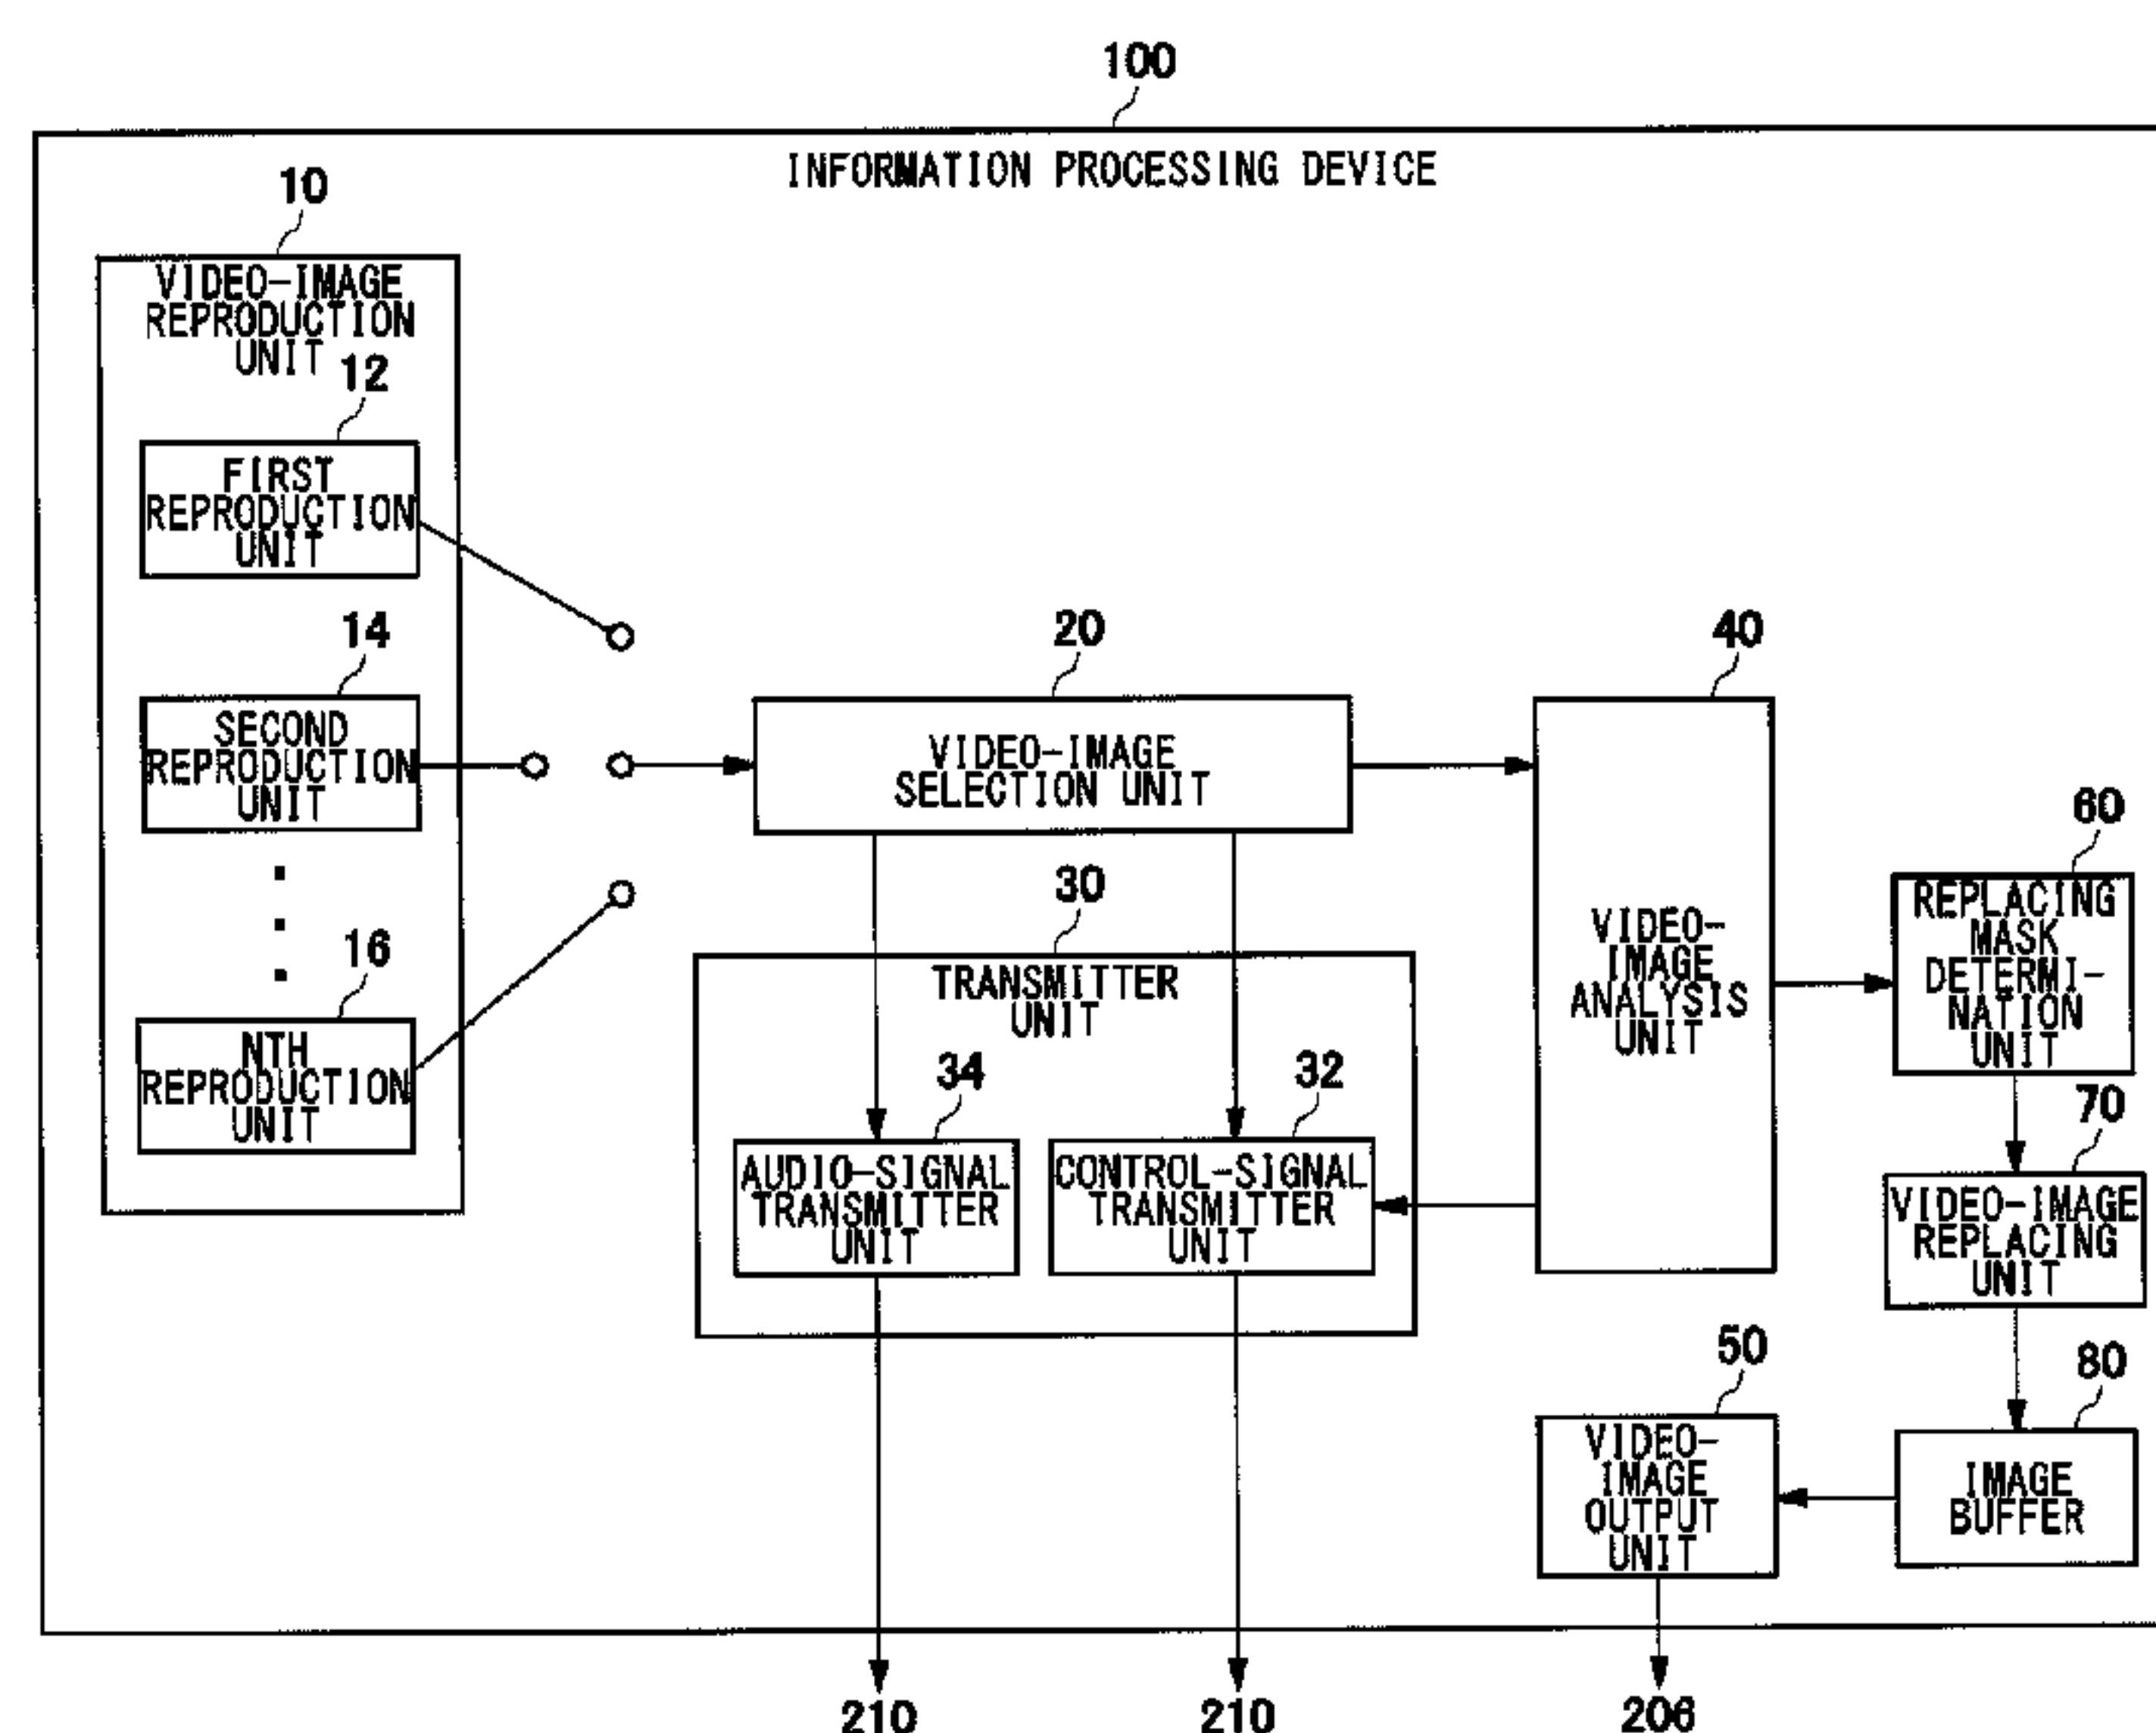 100
INFORMATION PROCESSING DEVICE
10
VIDEO-IMAGE
REPRODUCTION
UNIT
12
FIRST
REPRODUCTION
UNIT
14
SECOND
REPRODUCTION
UNIT
16
NTH
REPRODUCTION
UNIT
20
VIDEO-IMAGE
SELECTION UNIT
30
TRANSMITTER
UNIT
34
AUDIO-SIGNAL
TRANSMITTER
UNIT
32
CONTROL-SIGNAL
TRANSMITTER
UNIT
40
VIDEO-
IMAGE
ANALYSIS
UNIT
60
REPLACING
MASK
DETERMI-
NATION
UNIT
70
VIDEO-IMAGE
REPLACING
UNIT
80
IMAGE
BUFFER
50
VIDEO-
IMAGE
OUTPUT
UNIT
210
210
206